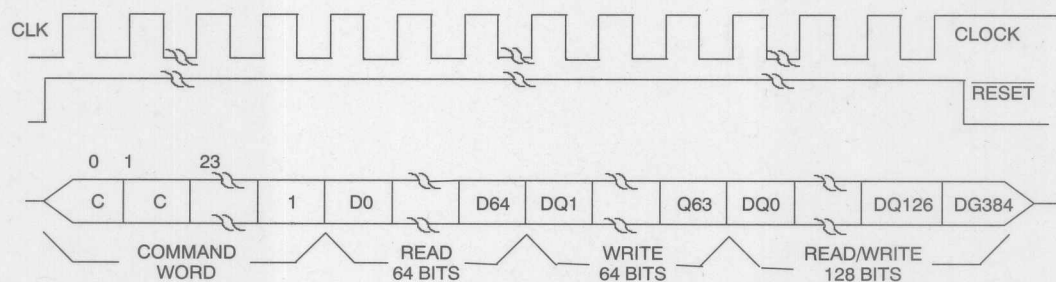 CLK
CLOCK
RESET
0 1 23
C C 1 D0 D64 DQ1 Q63 DQ0 DQ126 DG384
COMMAND WORD
READ 64 BITS
WRITE 64 BITS
READ/WRITE 128 BITS